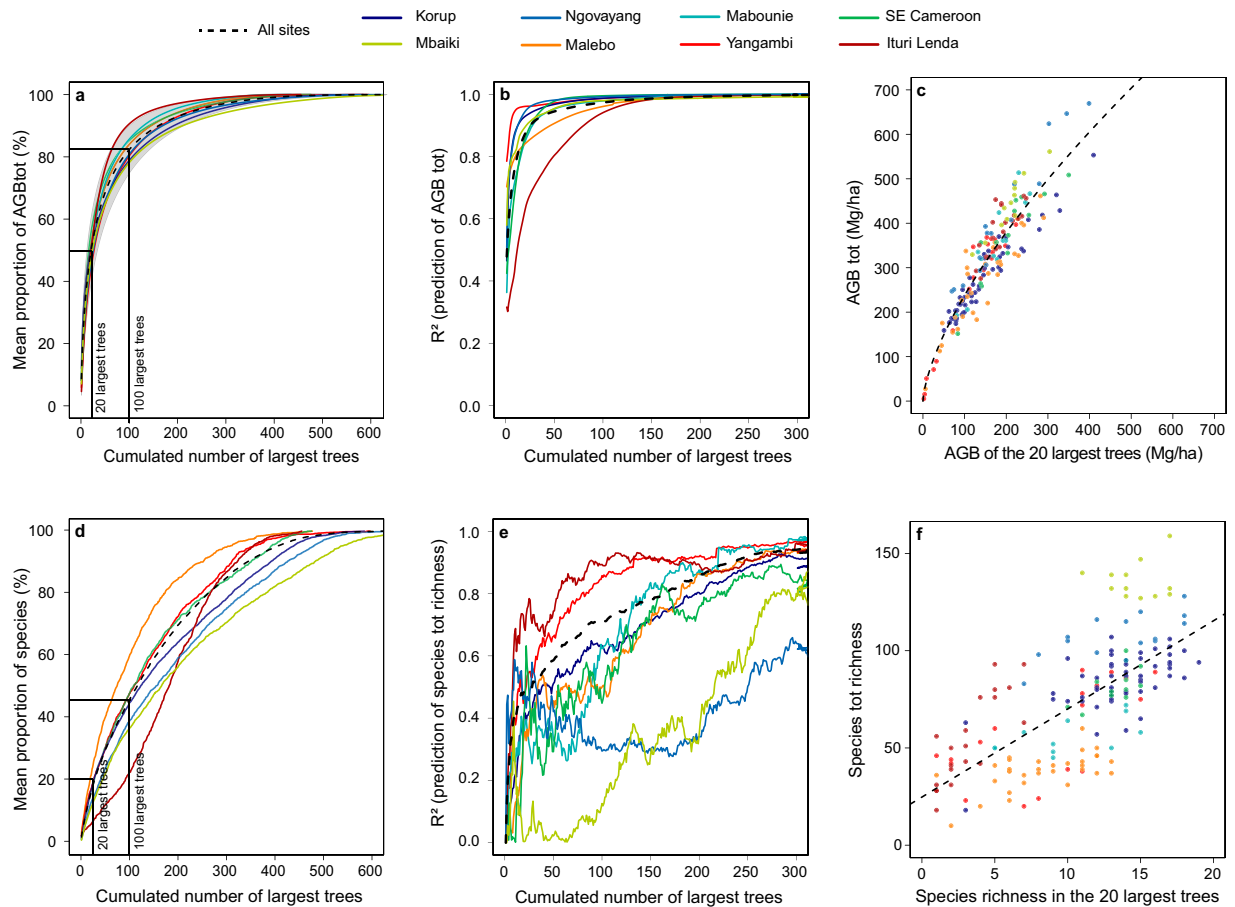 All sites
Korup
Ngovayang
Mabounie
SE Cameroon
Mbaiki
Malebo
Yangambi
Ituri Lenda
a
Mean proportion of AGBtot (%)
100
80
60
40
20
0
20 largest trees
100 largest trees
0 100 200 300 400 500 600
Cumulated number of largest trees
b
R² (prediction of AGB tot)
1.0
0.8
0.6
0.4
0.2
0.0
0 50 100 150 200 250 300
Cumulated number of largest trees
c
AGB tot (Mg/ha)
700
600
500
400
300
200
100
0
0 100 200 300 400 500 600 700
AGB of the 20 largest trees (Mg/ha)
d
Mean proportion of species (%)
100
80
60
40
20
0
20 largest trees
100 largest trees
0 100 200 300 400 500 600
Cumulated number of largest trees
e
R² (prediction of species tot richness)
1.0
0.8
0.6
0.4
0.2
0.0
0 50 100 150 200 250 300
Cumulated number of largest trees
f
Species tot richness
150
100
50
0
0 5 10 15 20
Species richness in the 20 largest trees